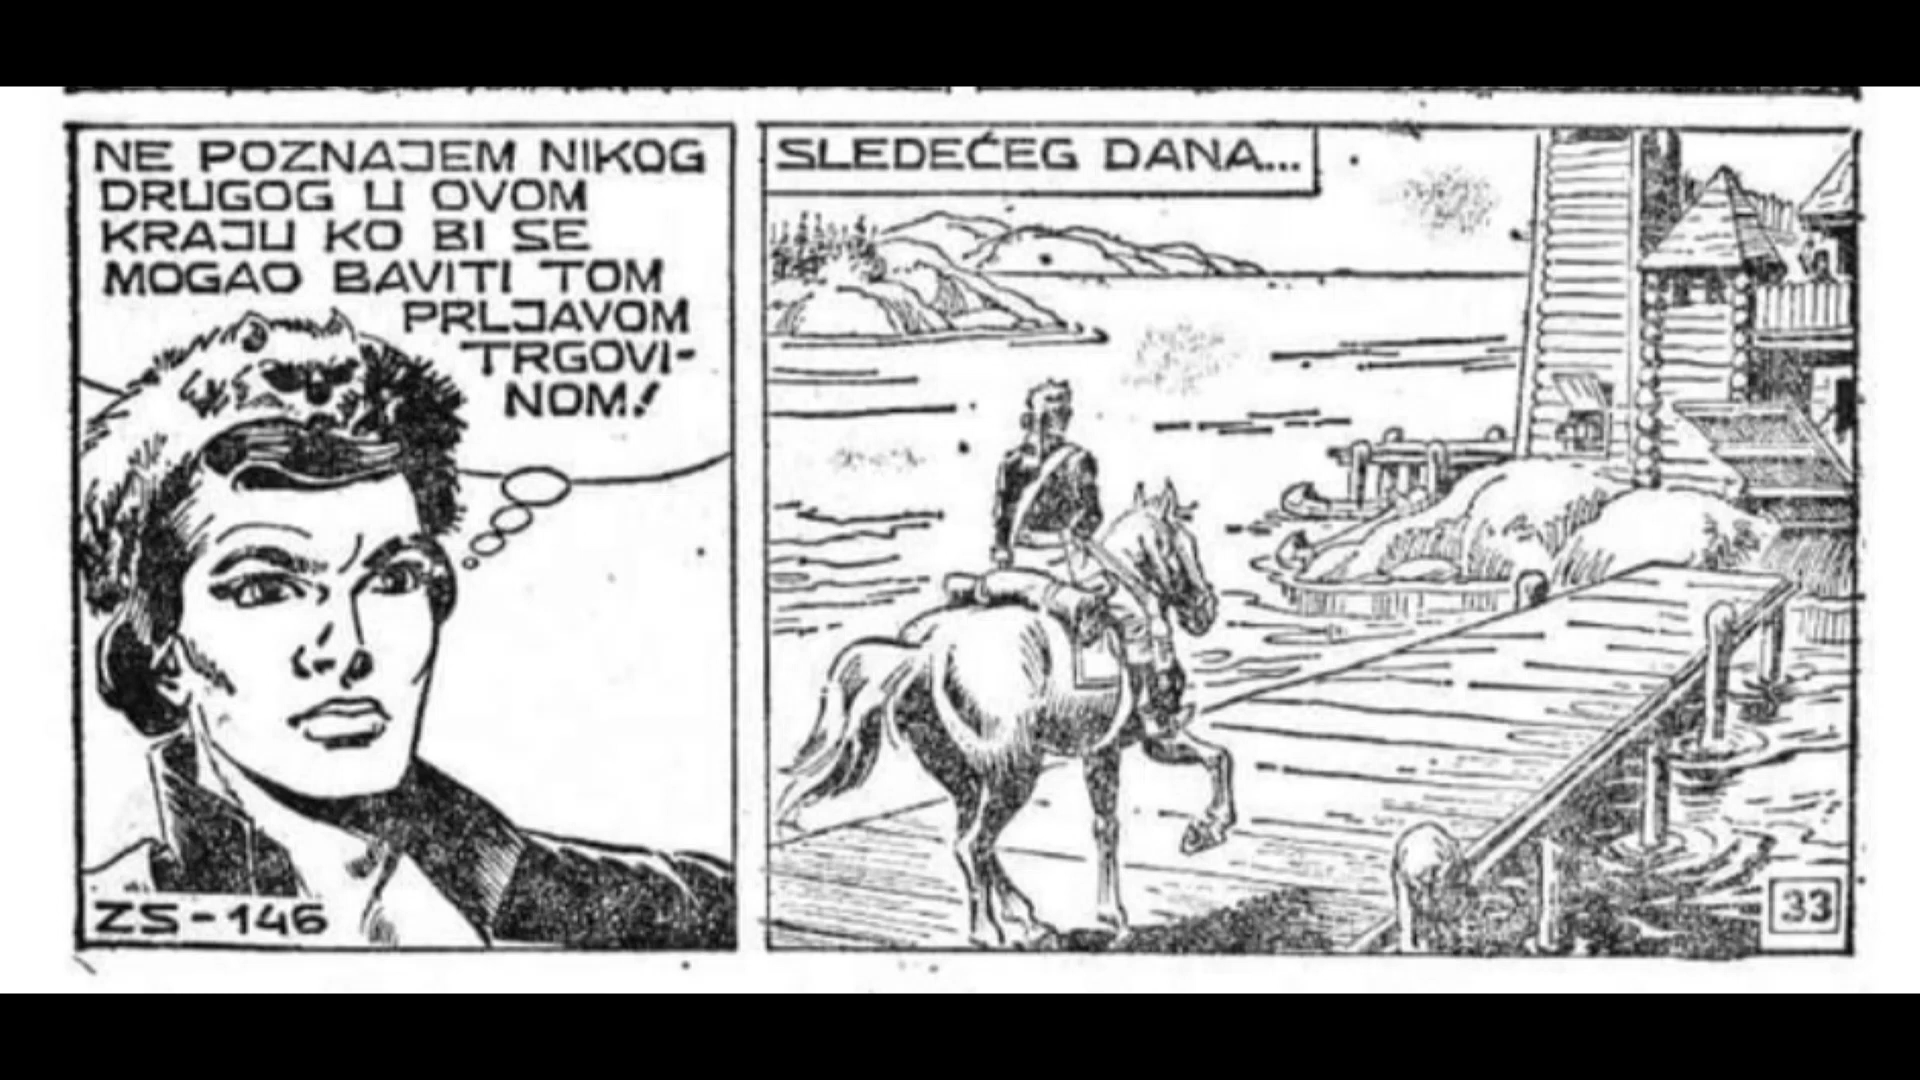 NE POZNAJEM NIKOG
DRUGOG U OVOM
KRAJU KO BI SE
MOGAO BAVITI TOM
PRLJAVOM
TRGOVI-
NOM!
ZS-146
SLEDEĆEG DANA...
33